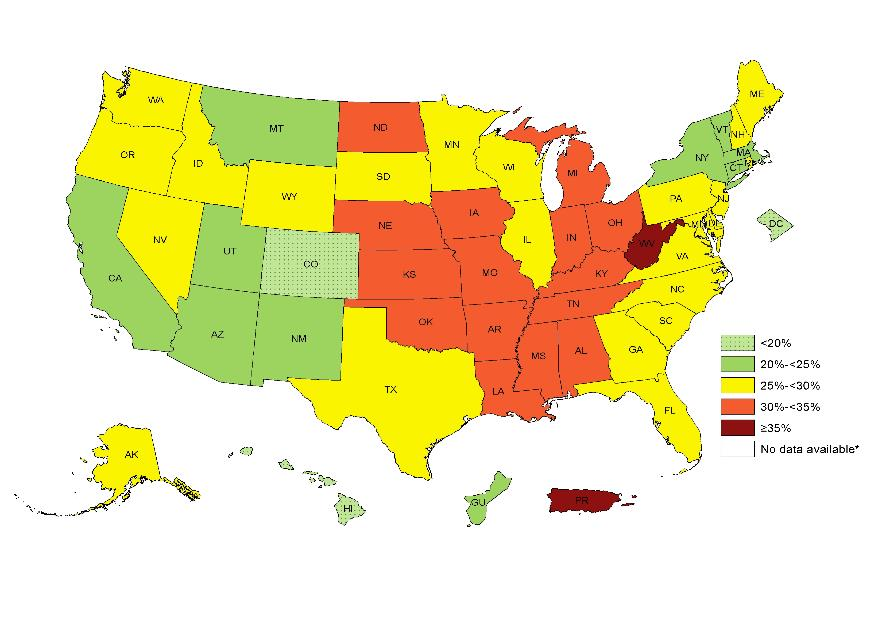 WA
MT
ND
MN
ME
VT
NH
OR
ID
WY
SD
WI
MI
NY
MA
CT
NV
UT
CO
NE
IA
IL
IN
OH
PA
NJ
DC
CA
KS
MO
KY
WV
VA
AZ
NM
OK
AR
TN
NC
SC
TX
LA
MS
AL
GA
FL
AK
HI
GU
PR
<20%
20%-<25%
25%-<30%
30%-<35%
≥35%
No data available*